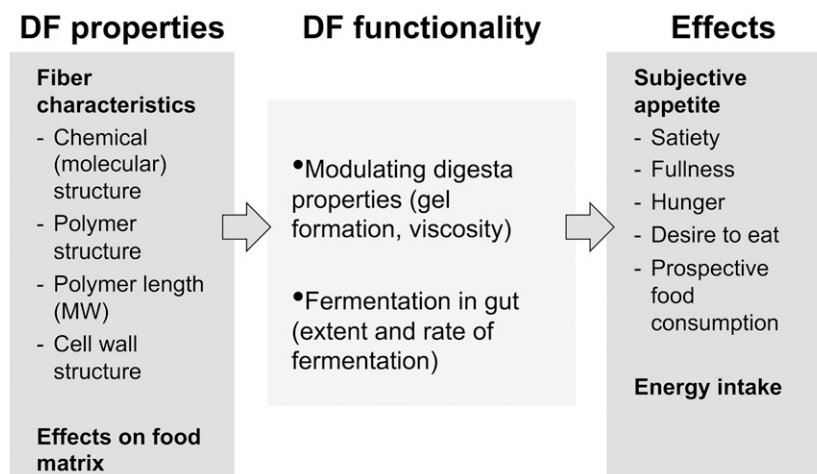 DF properties
Fiber
characteristics
- Chemical
(molecular)
structure
- Polymer
structure
- Polymer length
(MW)
- Cell wall
structure
Effects on food
matrix
DF functionality
•Modulating digesta
properties (gel
formation, viscosity)
•Fermentation in gut
(extent and rate of
fermentation)
Effects
Subjective
appetite
- Satiety
- Fullness
- Hunger
- Desire to eat
- Prospective
food
consumption
Energy intake